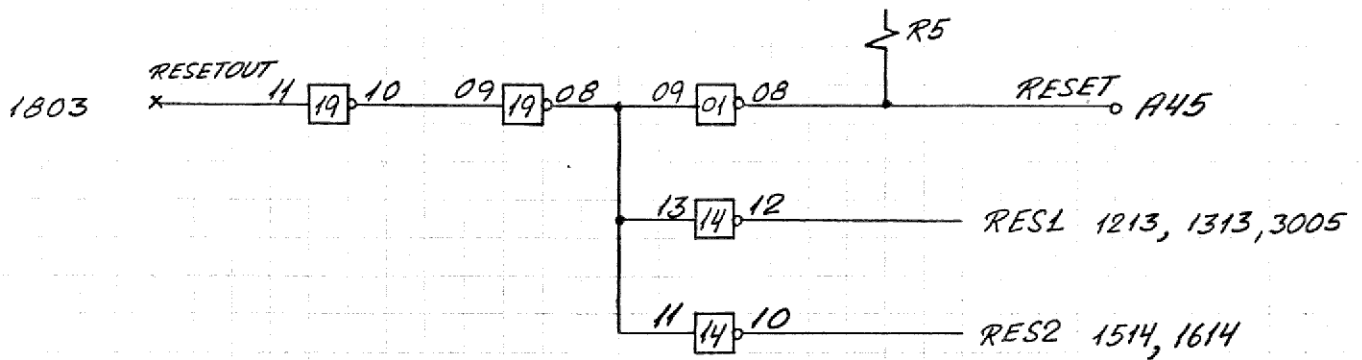 R5
RESETOUT
1803 11 19 10 09 19 08 09 01 08 RESET A45
13 14 12 RES1 1213, 1313, 3005
11 14 10 RES2 1514, 1614